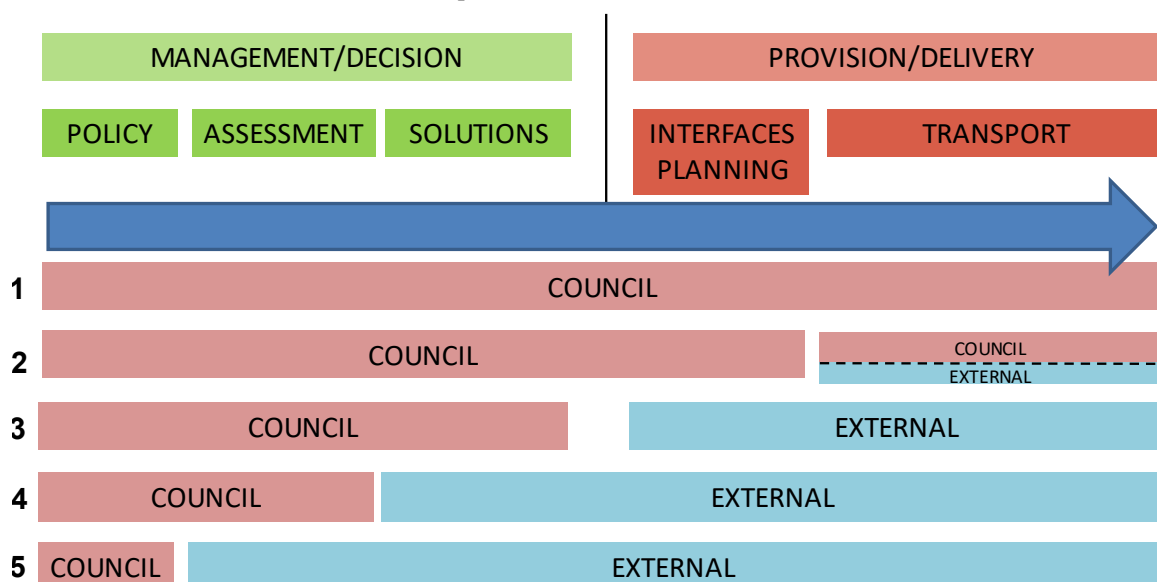 MANAGEMENT/DECISION
PROVISION/DELIVERY
POLICY
ASSESSMENT
SOLUTIONS
INTERFACES
PLANNING
TRANSPORT
1
COUNCIL
2
COUNCIL
COUNCIL
EXTERNAL
3
COUNCIL
EXTERNAL
4
COUNCIL
EXTERNAL
5
COUNCIL
EXTERNAL